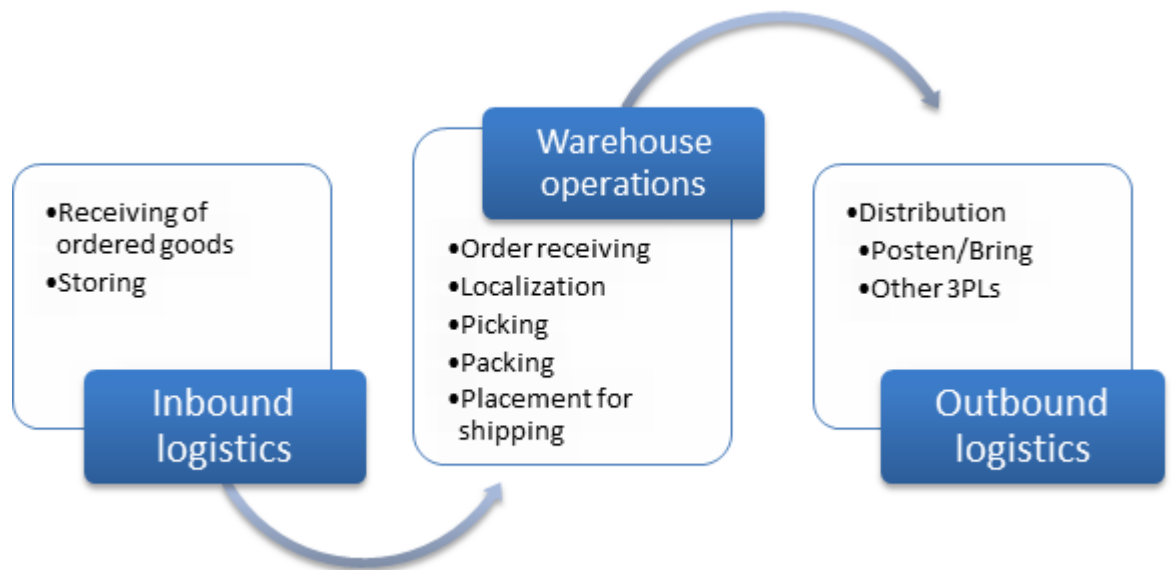 •Receiving of
ordered goods
•Storing
Inbound
logistics
Warehouse
operations
•Order receiving
•Localization
•Picking
•Packing
•Placement for
shipping
•Distribution
•Posten/Bring
•Other 3PLs
Outbound
logistics